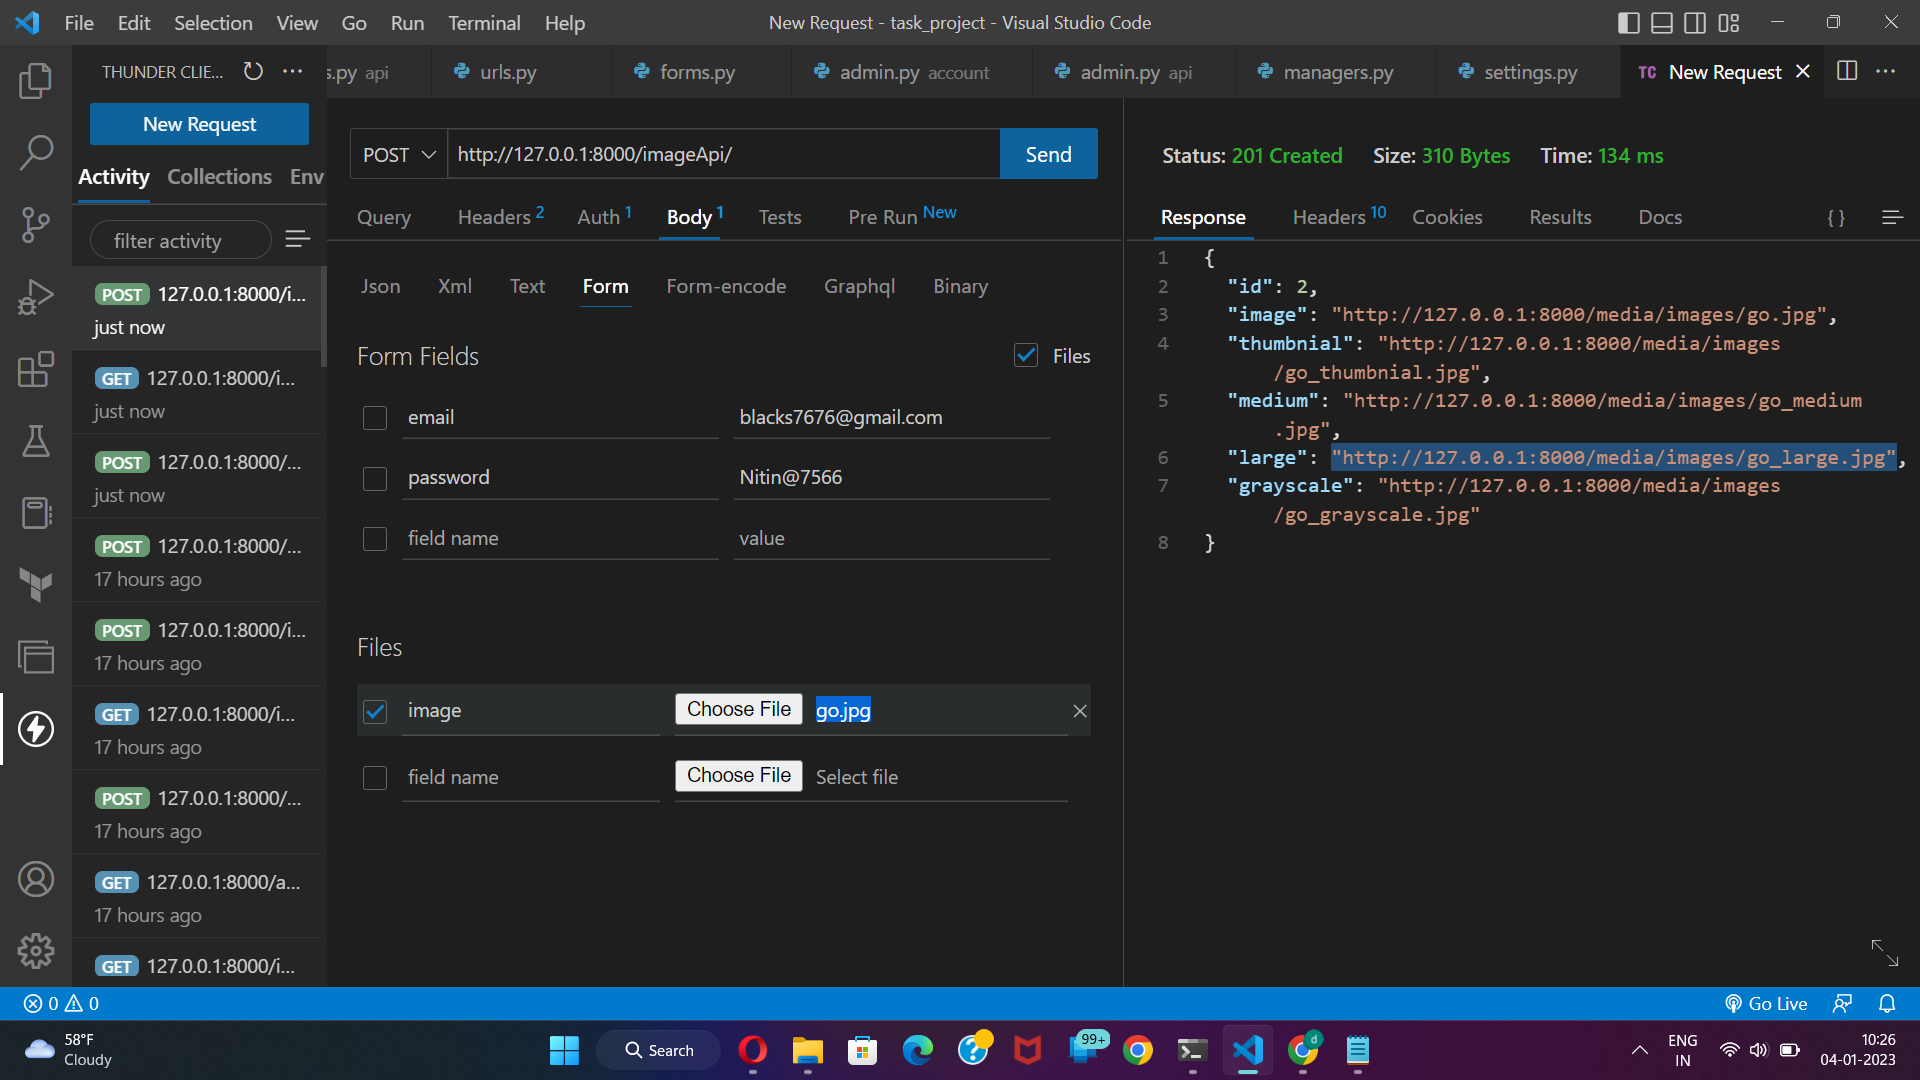 File Edit Selection View Go Run Terminal Help
New Request - task_project - Visual Studio Code
THUNDER CLIE...
s.py api
urls.py
forms.py
admin.py account
admin.py api
managers.py
settings.py
TC New Request
New Request
Activity Collections Env
filter activity
POST 127.0.0.1:8000/i...
just now
GET 127.0.0.1:8000/i...
just now
POST 127.0.0.1:8000/...
just now
POST 127.0.0.1:8000/...
17 hours ago
POST 127.0.0.1:8000/i...
17 hours ago
GET 127.0.0.1:8000/i...
17 hours ago
POST 127.0.0.1:8000/...
17 hours ago
GET 127.0.0.1:8000/a...
17 hours ago
GET 127.0.0.1:8000/i...
POST http://127.0.0.1:8000/imageApi/ Send
Query Headers 2 Auth 1 Body 1 Tests Pre Run New
Json Xml Text Form Form-encode Graphql Binary
Form Fields Files
email blacks7676@gmail.com
password Nitin@7566
field name value
Files
image Choose File go.jpg
field name Choose File Select file
Status: 201 Created Size: 310 Bytes Time: 134 ms
Response Headers 10 Cookies Results Docs { }
1 {
2 "id": 2,
3 "image": "http://127.0.0.1:8000/media/images/go.jpg",
4 "thumbnial": "http://127.0.0.1:8000/media/images
/go_thumbnial.jpg",
5 "medium": "http://127.0.0.1:8000/media/images/go_medium
.jpg",
6 "large": "http://127.0.0.1:8000/media/images/go_large.jpg",
7 "grayscale": "http://127.0.0.1:8000/media/images
/go_grayscale.jpg"
8 }
0 0
Go Live
58°F
Cloudy
Search
99+
d
ENG
IN
10:26
04-01-2023